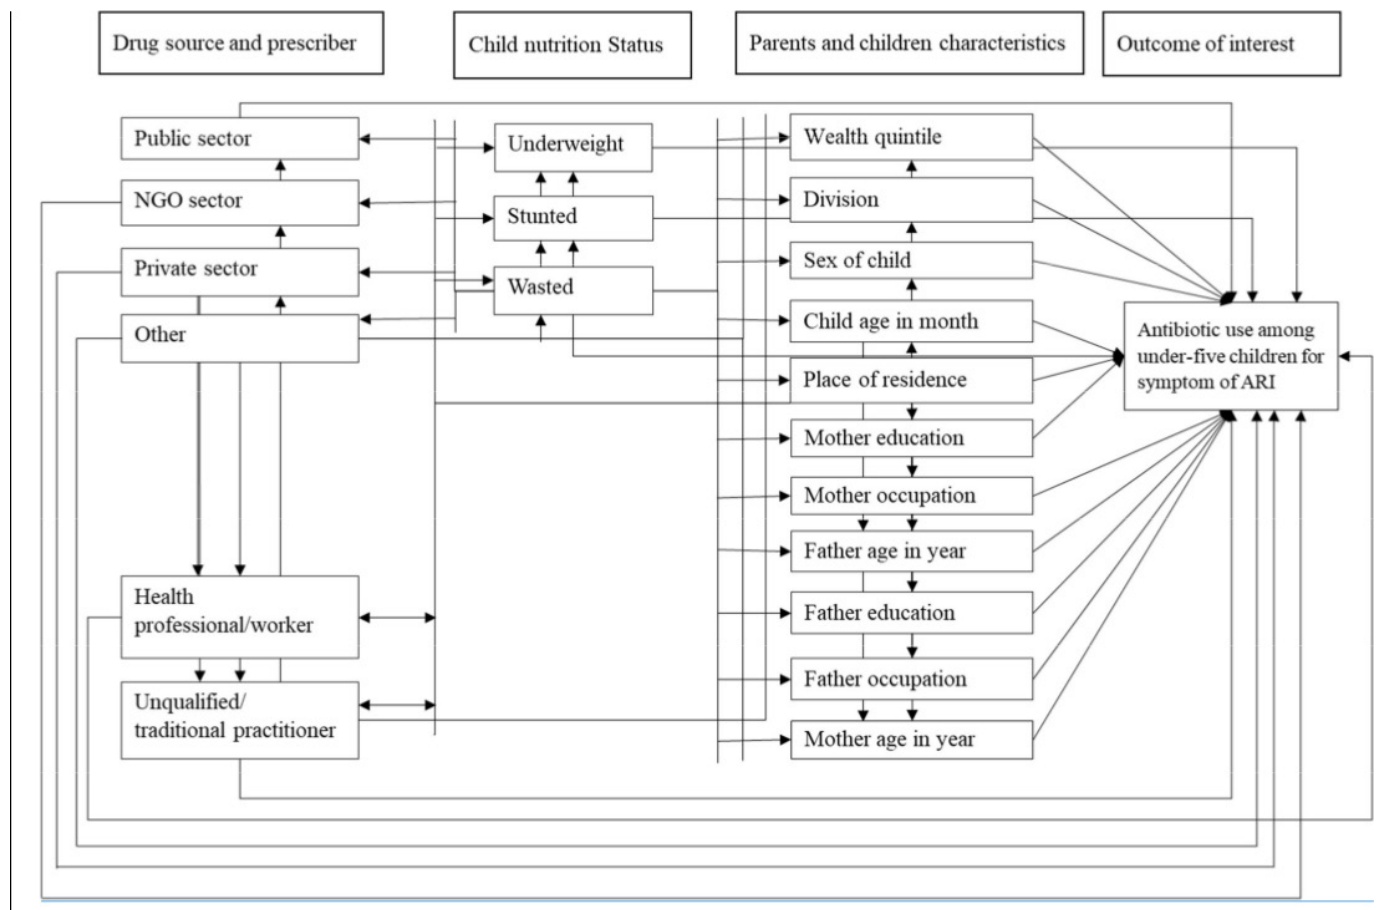 Drug source and prescriber
Child nutrition Status
Parents and children characteristics
Outcome of interest
Public sector
NGO sector
Private sector
Other
Health
professional/worker
Unqualified/
traditional practitioner
Underweight
Stunted
Wasted
Wealth quintile
Division
Sex of child
Child age in month
Place of residence
Mother education
Mother occupation
Father age in year
Father education
Father occupation
Mother age in year
Antibiotic use among
under-five children for
symptom of ARI